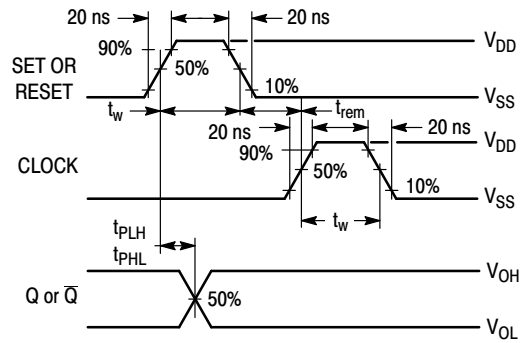 20 ns
20 ns
V_DD
90%
50%
SET OR
RESET
10%
V_SS
t_w
t_rem
20 ns
20 ns
V_DD
90%
CLOCK
50%
10%
V_SS
t_w
t_PLH
t_PHL
V_OH
Q or Q̅
50%
V_OL